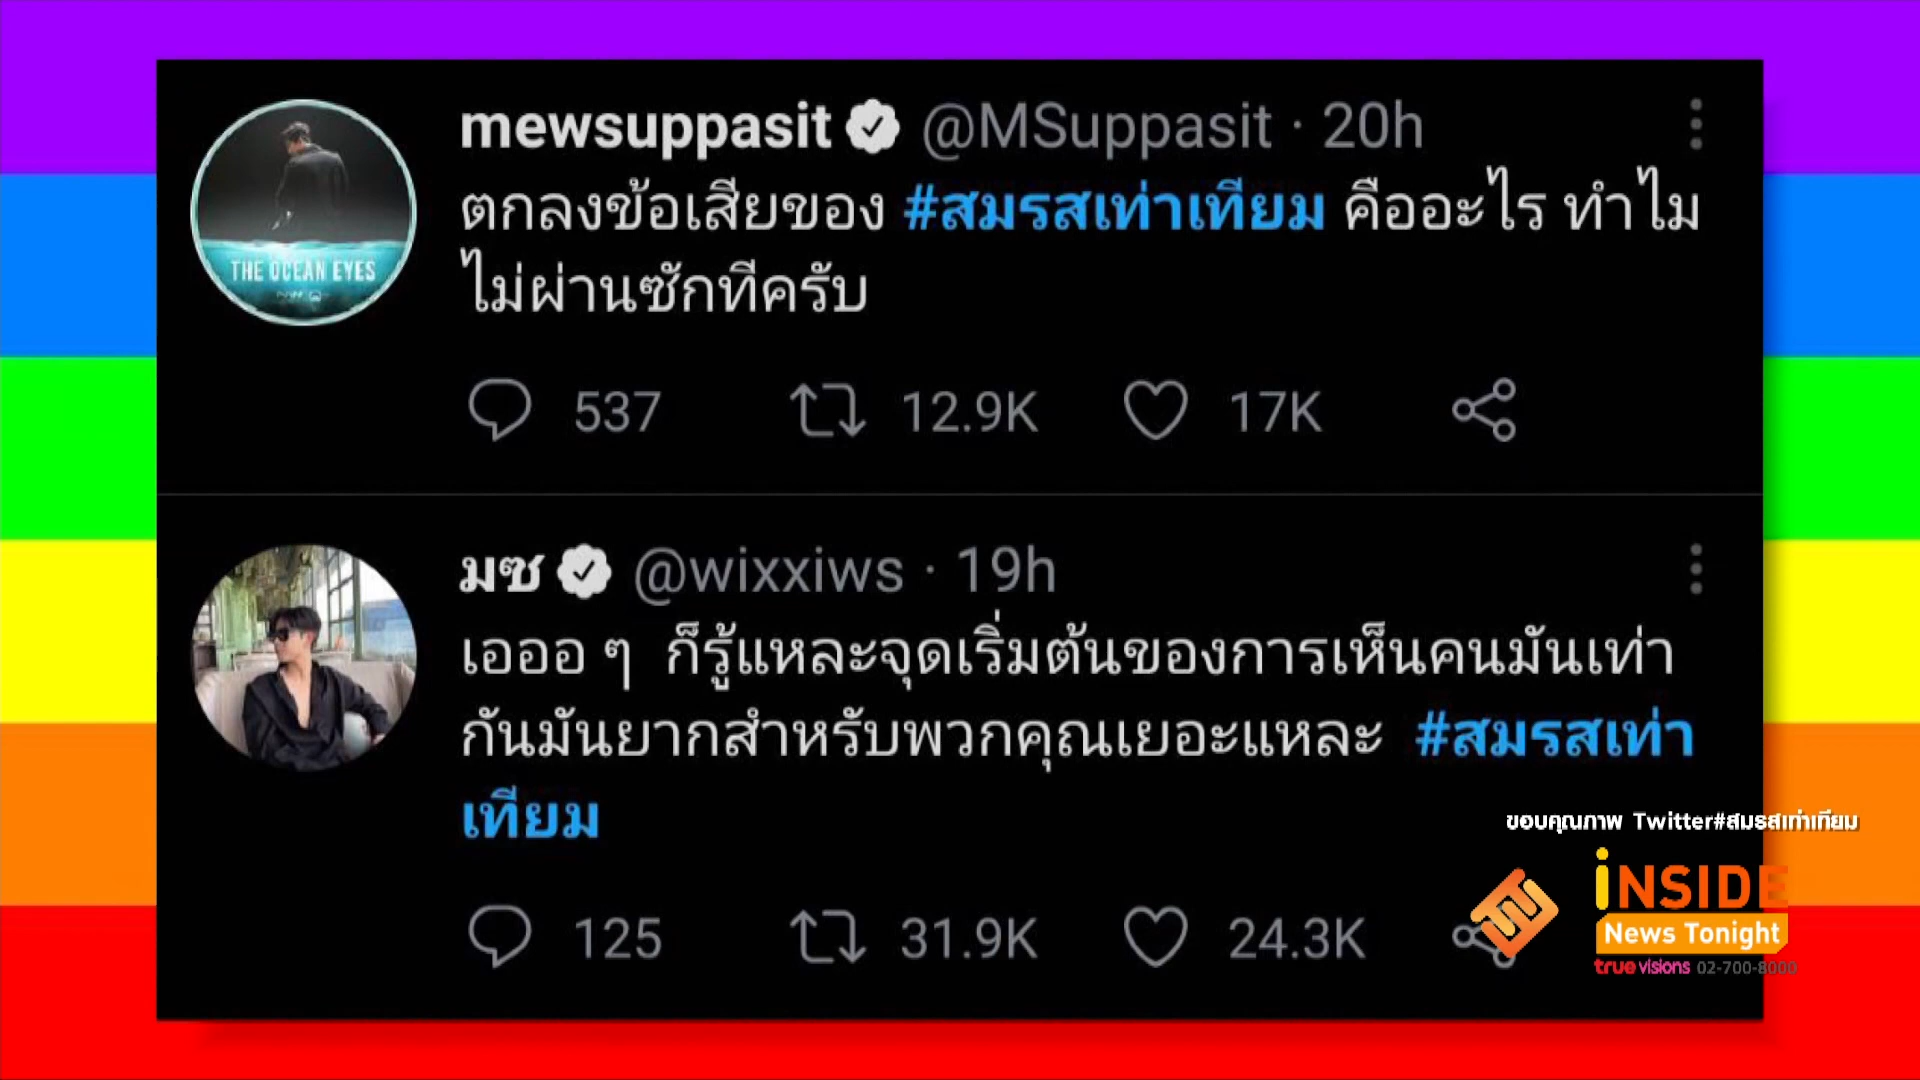 mewsuppasit @MSuppasit · 20h
ตกลงข้อเสียของ #สมรสเท่าเทียม คืออะไร ทำไม
ไม่ผ่านซักทีครับ
THE OCEAN EYES
537 12.9K 17K
มซ @wixxiws · 19h
เอออ ๆ ก็รู้แหละจุดเริ่มต้นของการเห็นคนมันเท่า
กันมันยากสำหรับพวกคุณเยอะแหละ #สมรสเท่า
เทียม
125 31.9K 24.3K
ขอบคุณภาพ Twitter#สมรสเท่าเทียม
iNSIDE
News Tonight
truevisions 02-700-8000